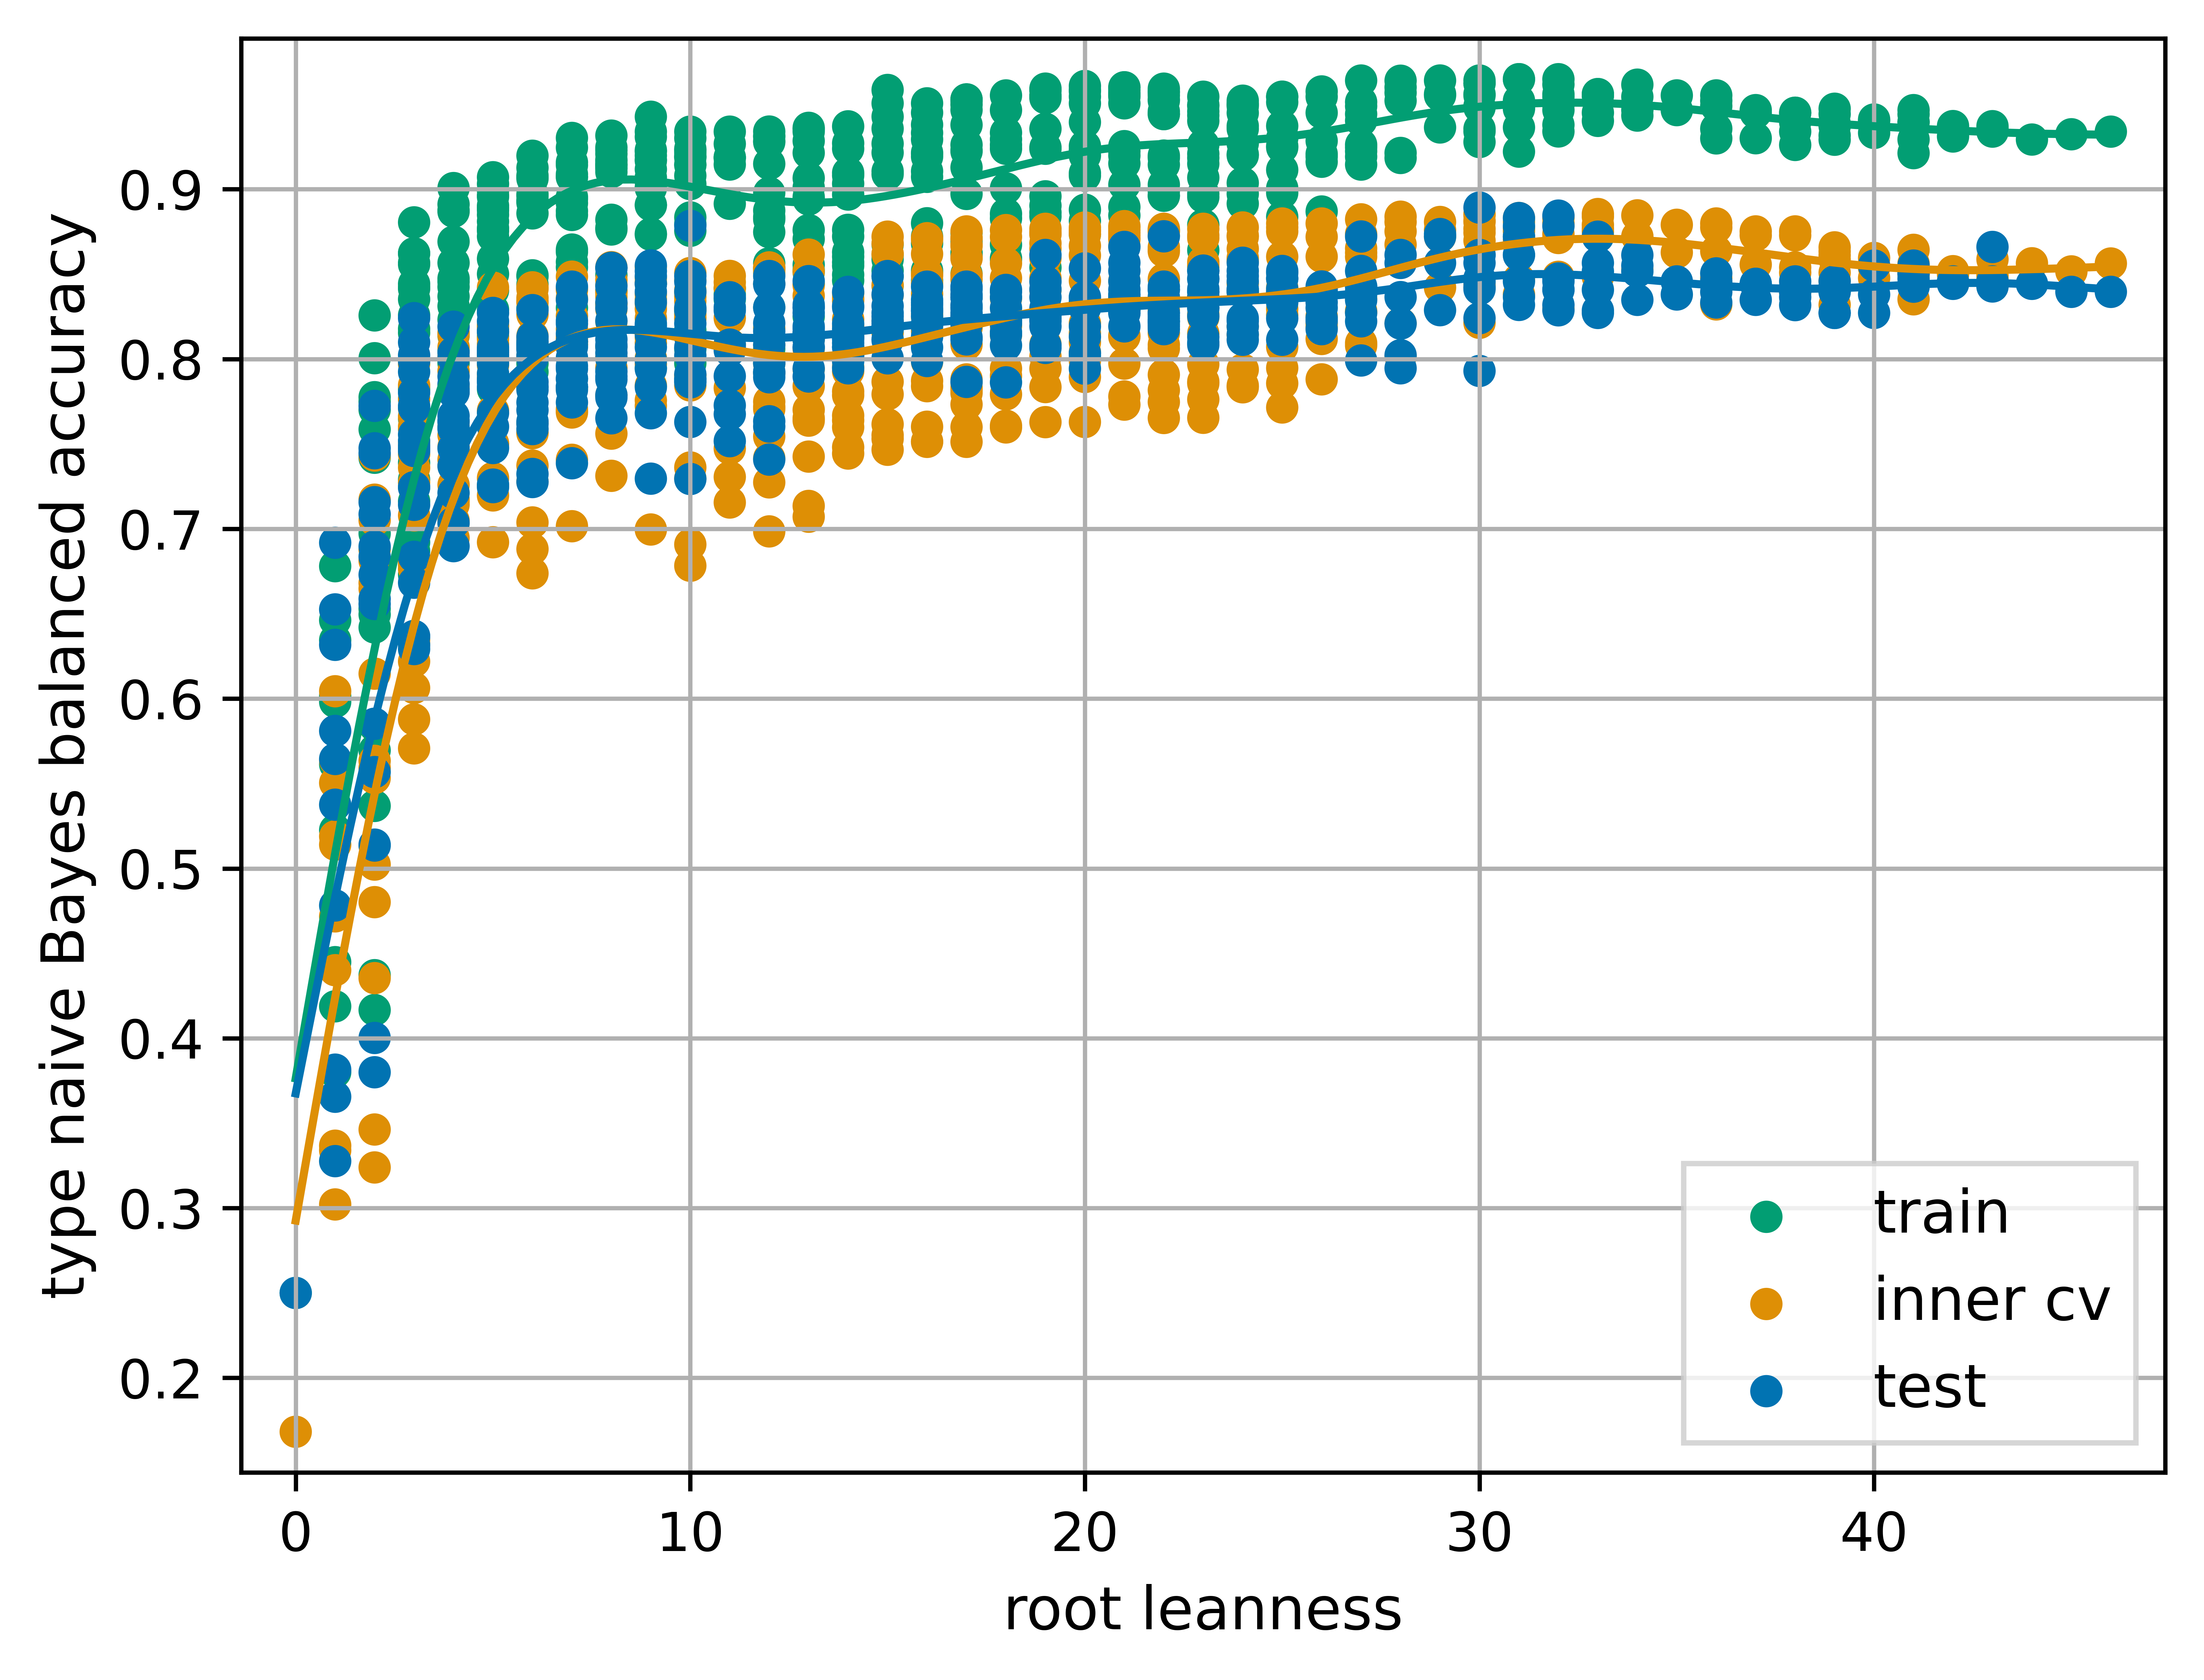 type naive Bayes balanced accuracy
0.9
0.8
0.7
0.6
0.5
0.4
0.3
0.2
0
10
20
30
40
root leanness
train
inner cv
test